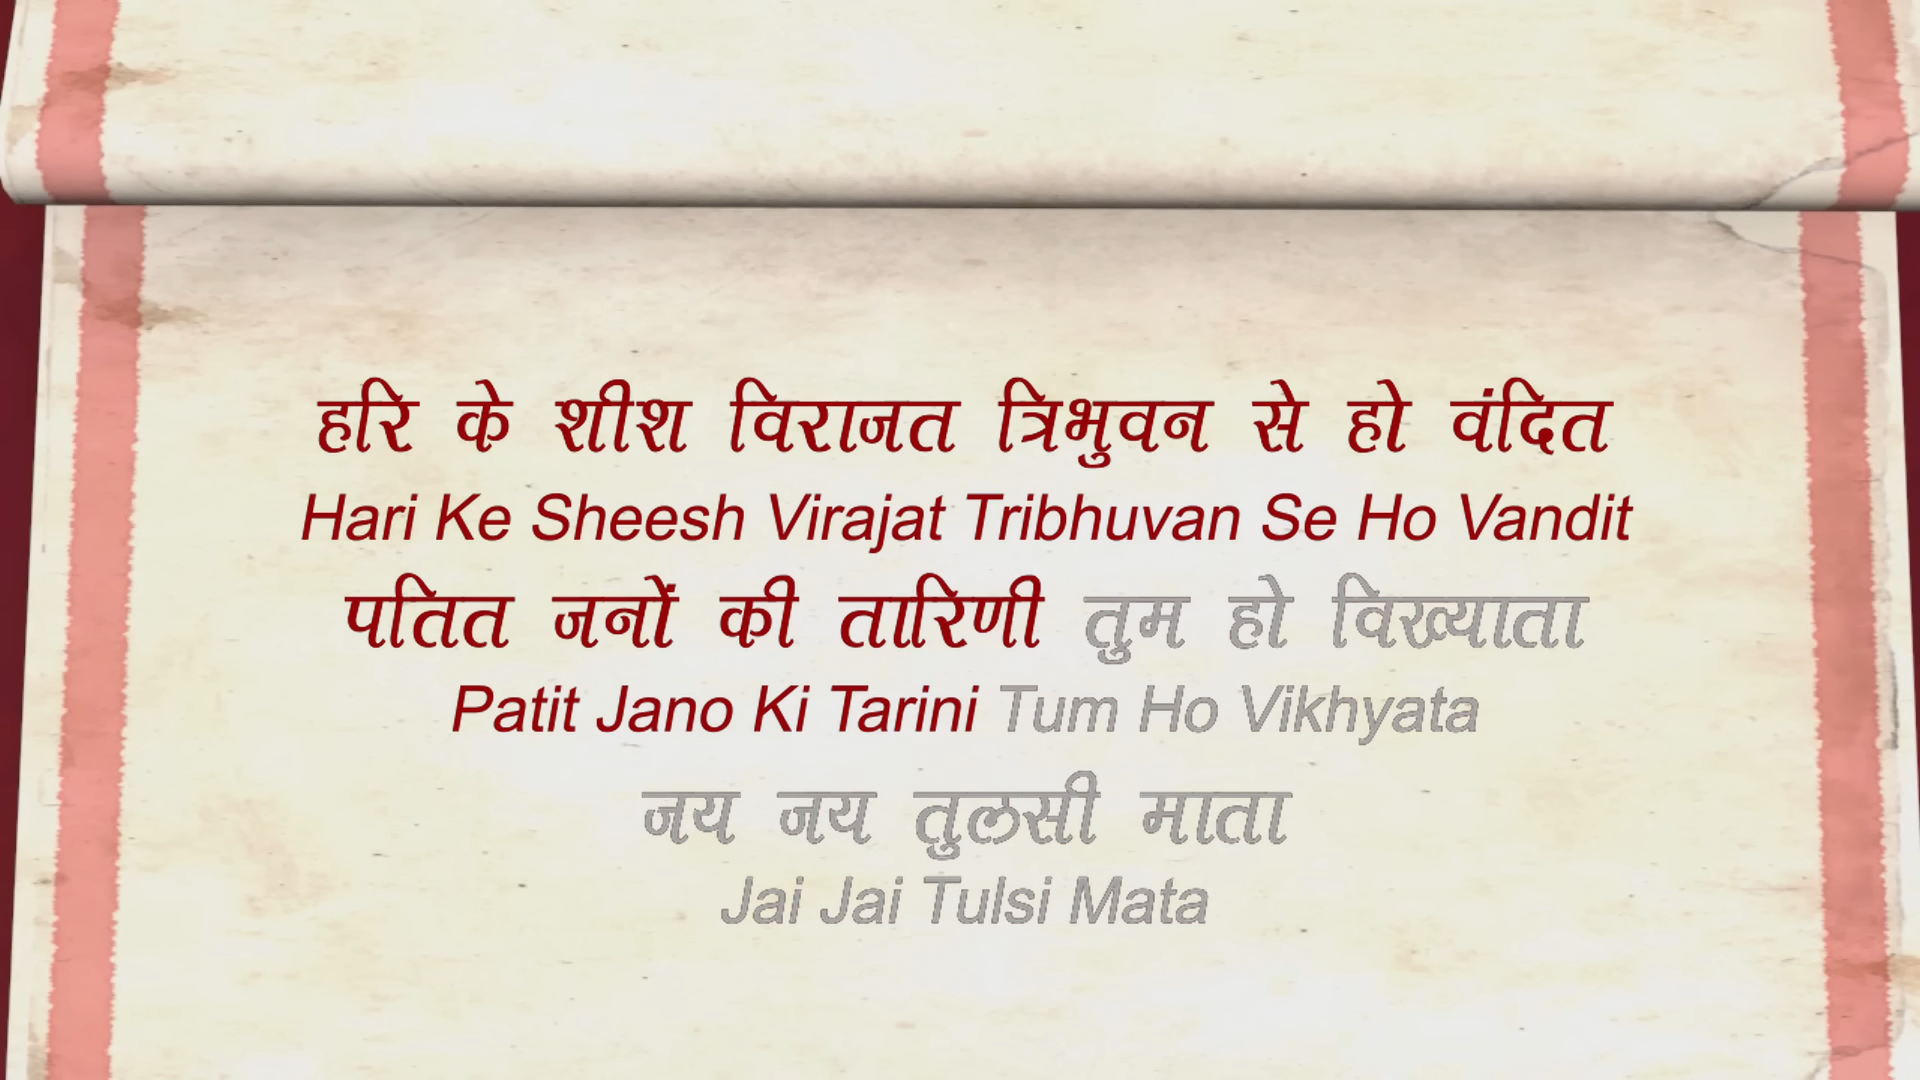 हरि के शीश विराजत त्रिभुवन से हो वंदित
Hari Ke Sheesh Virajat Tribhuvan Se Ho Vandit
पतित जनों की तारिणी तुम हो विख्याता
Patit Jano Ki Tarini Tum Ho Vikhyata
जय जय तुलसी माता
Jai Jai Tulsi Mata